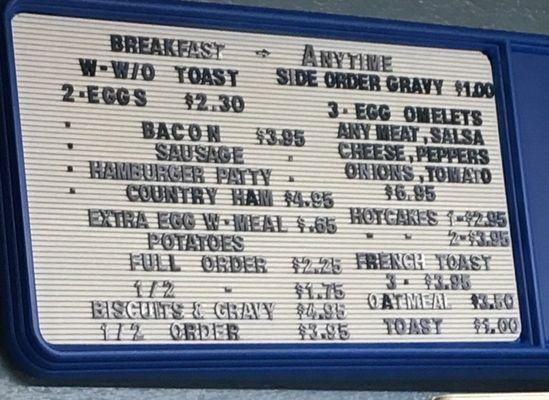 BREAKFAST - ANYTIME
W-W/O TOAST
2-EGGS $2.30
" BACON $3.95
" SAUSAGE "
" HAMBURGER PATTY "
" COUNTRY HAM $4.95
EXTRA EGG W-MEAL $.65
POTATOES
FULL ORDER $2.25
1/2 " $1.75
BISCUITS & GRAVY $4.95
1/2 ORDER $3.95
SIDE ORDER GRAVY $1.00
3-EGG OMELETS
ANY MEAT, SALSA
CHEESE, PEPPERS
ONIONS, TOMATO
$6.95
HOTCAKES 1-$2.95
" " 2-$3.95
FRENCH TOAST
3 - $3.95
OATMEAL $3.50
TOAST $1.00